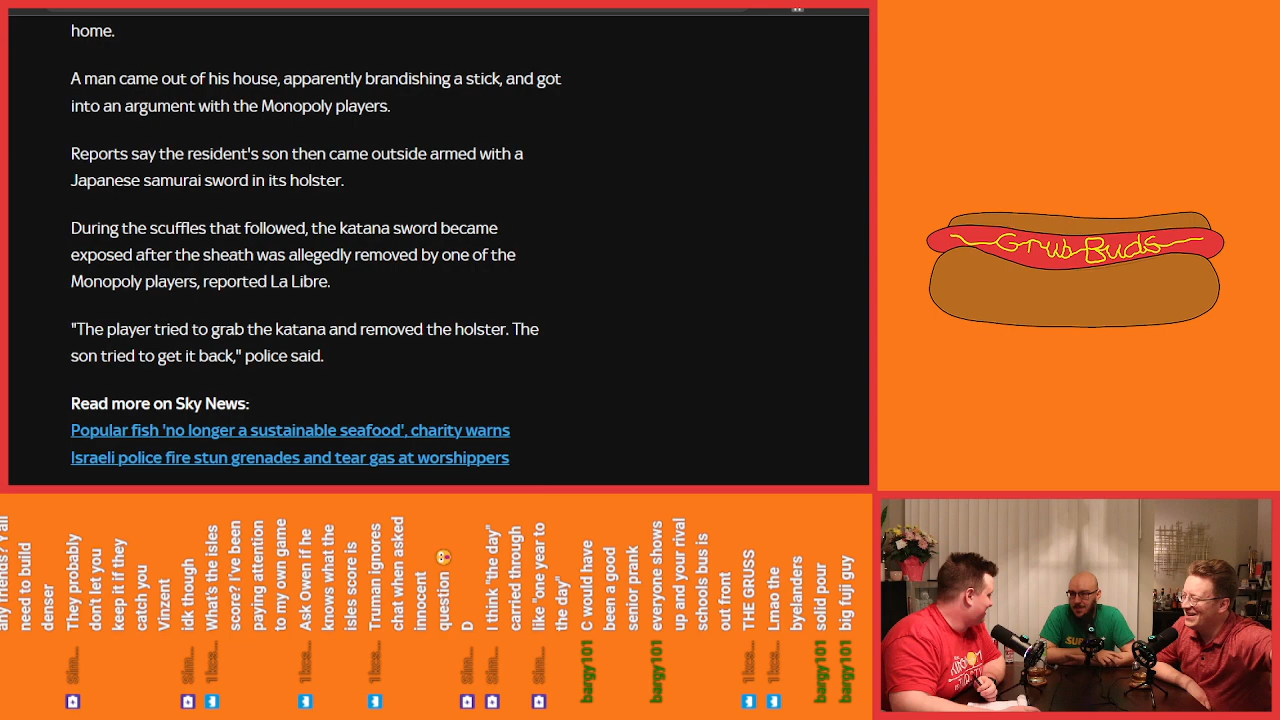 home.
A man came out of his house, apparently brandishing a stick, and got
into an argument with the Monopoly players.
Reports say the resident's son then came outside armed with a
Japanese samurai sword in its holster.
During the scuffles that followed, the katana sword became
exposed after the sheath was allegedly removed by one of the
Monopoly players, reported La Libre.
"The player tried to grab the katana and removed the holster. The
son tried to get it back," police said.
Read more on Sky News:
Popular fish 'no longer a sustainable seafood', charity warns
Israeli police fire stun grenades and tear gas at worshippers
Grub Buds
any friends? Y'all
need to build
denser
They probably
don't let you
keep it if they
catch you
Vinzent
idk though
What's the isles
score? I've been
paying attention
to my own game
Ask Owen if he
knows what the
isles score is
Truman ignores
chat when asked
innocent
question 😲
D
I think "the day"
carried through
like "one year to
the day"
bargy101 C would have
been a good
senior prank
bargy101 everyone shows
up and your rival
schools bus is
out front
THE GRUSS
Lmao the
byelanders
bargy101 solid pour
bargy101 big fuji guy